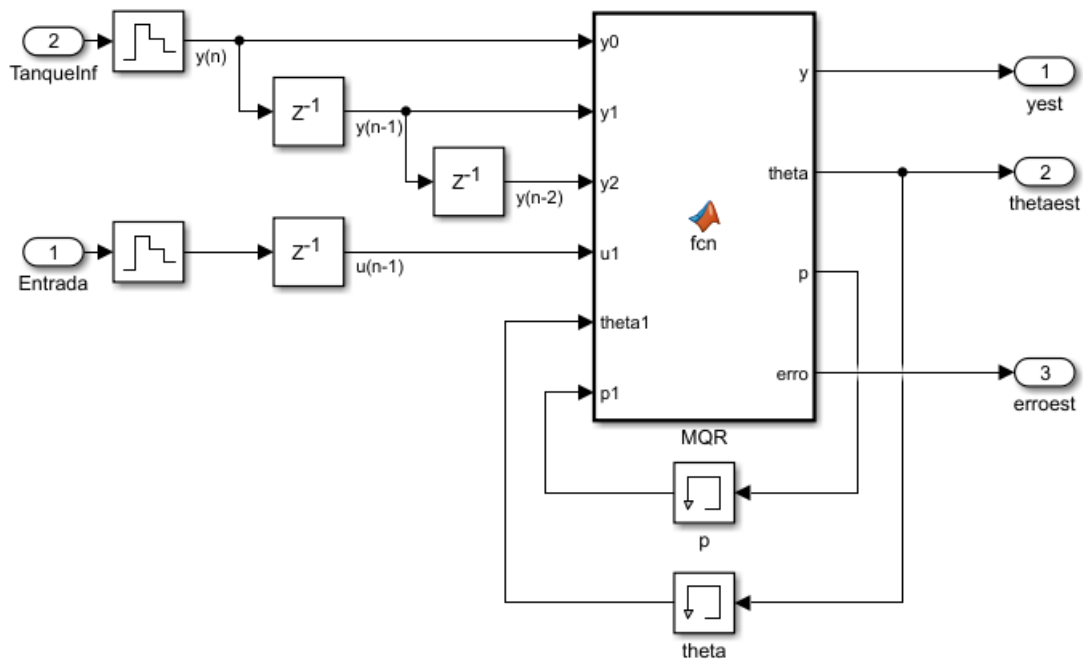 2
TanqueInf
y(n)
Z-1
y(n-1)
Z-1
y(n-2)
1
Entrada
Z-1
u(n-1)
y0
y1
y2
u1
theta1
p1
fcn
y
theta
p
erro
MQR
1
yest
2
thetaest
3
erroest
p
theta